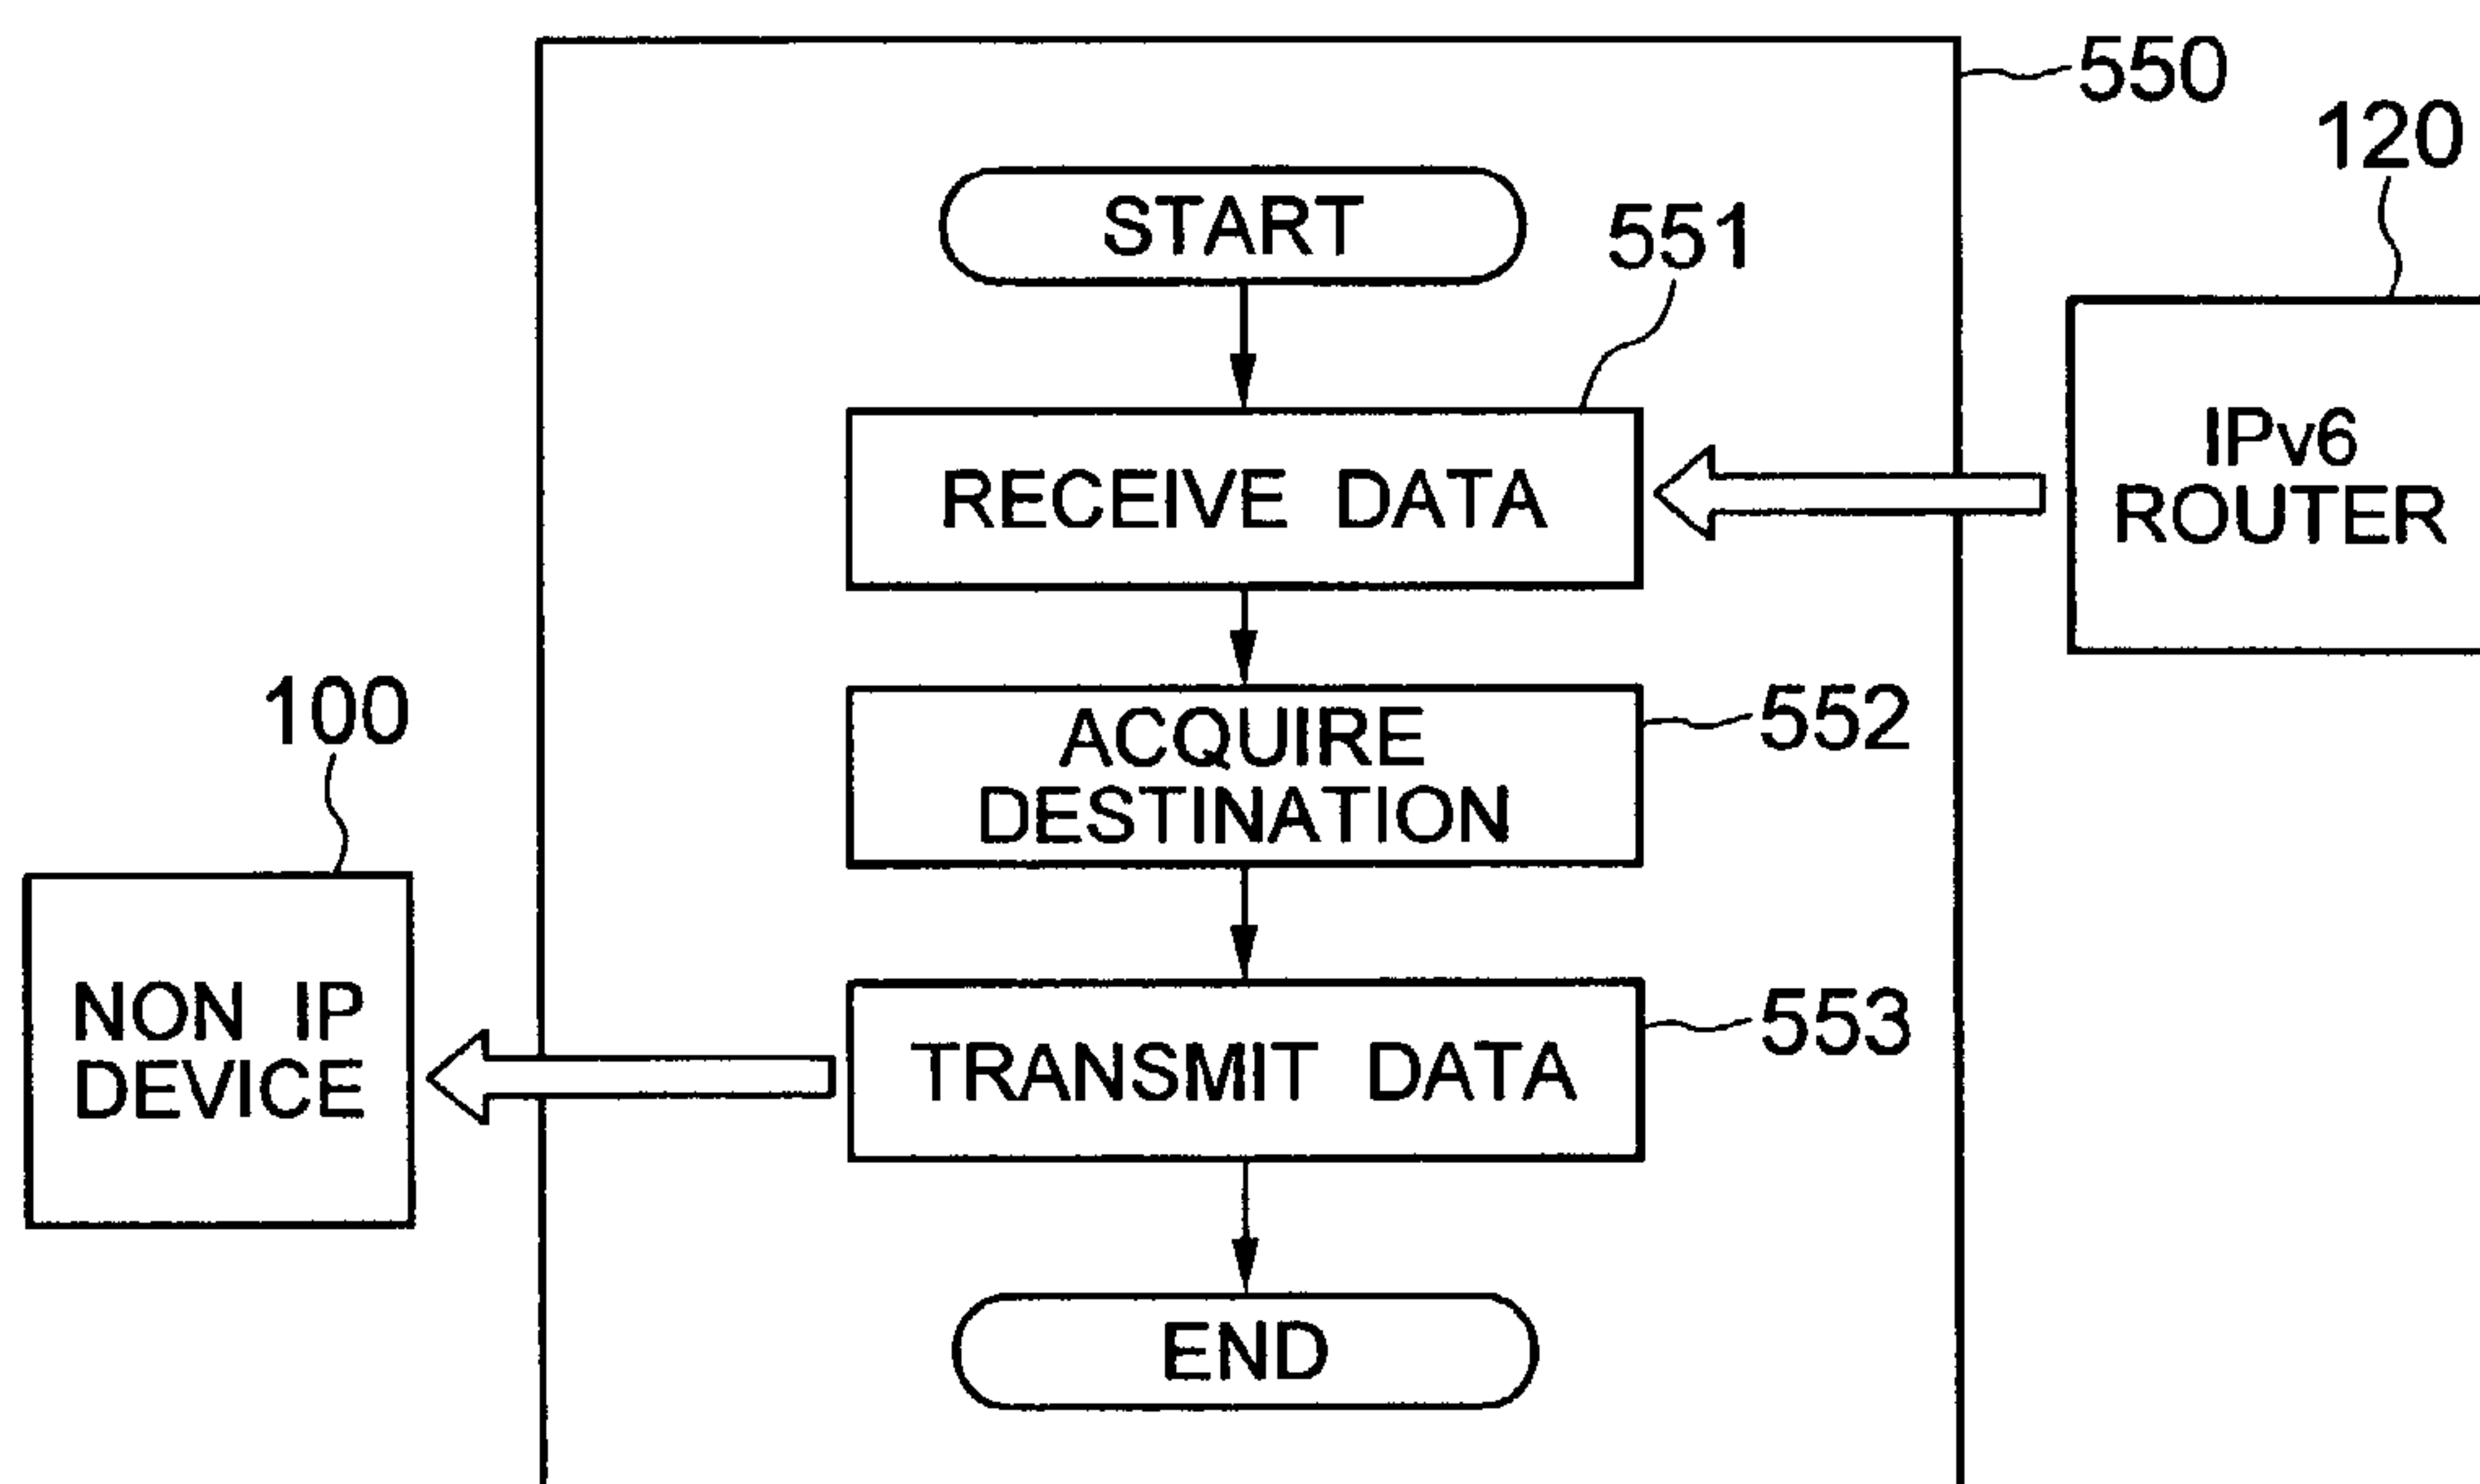 550
120
START
551
RECEIVE DATA
IPv6
ROUTER
100
ACQUIRE
DESTINATION
552
NON IP
DEVICE
TRANSMIT DATA
553
END